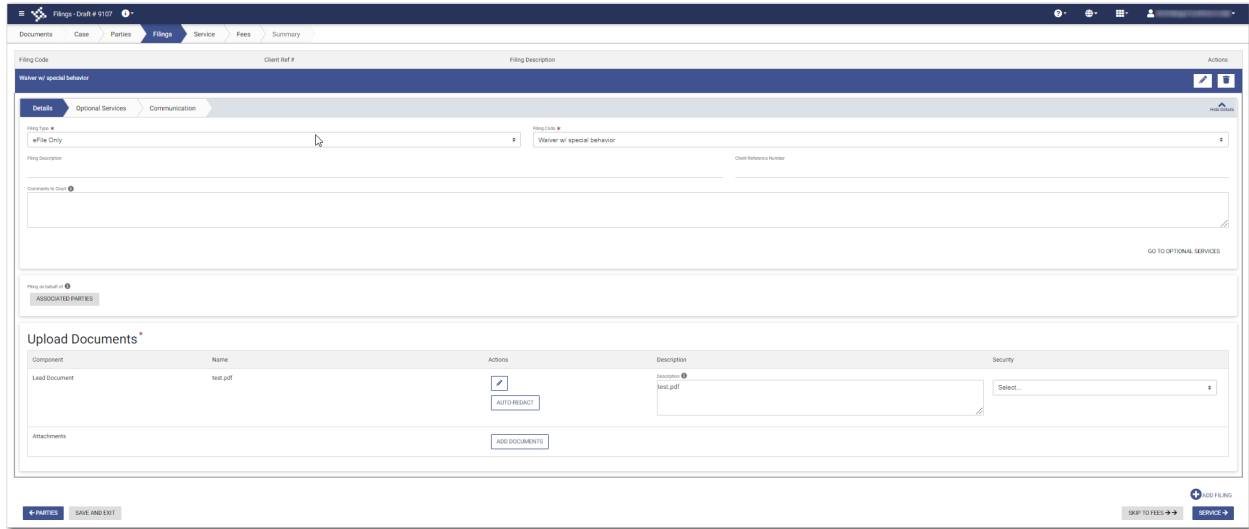 Filings - Draft # 9107
Documents Case Parties Filings Service Fees Summary
Filing Code Client Ref # Filing Description Actions
Waiver w/ special behavior
Details Optional Services Communication
Hide Details
Filing Type * Filing Code *
eFile Only Waiver w/ special behavior
Filing Description Client Reference Number
Comments to Court
GO TO OPTIONAL SERVICES
Filing on behalf of
ASSOCIATED PARTIES
Upload Documents*
Component Name Actions Description Security
Lead Document test.pdf Description
test.pdf Select...
AUTO-REDACT
Attachments ADD DOCUMENTS
ADD FILING
← PARTIES SAVE AND EXIT SKIP TO FEES →→ SERVICE →